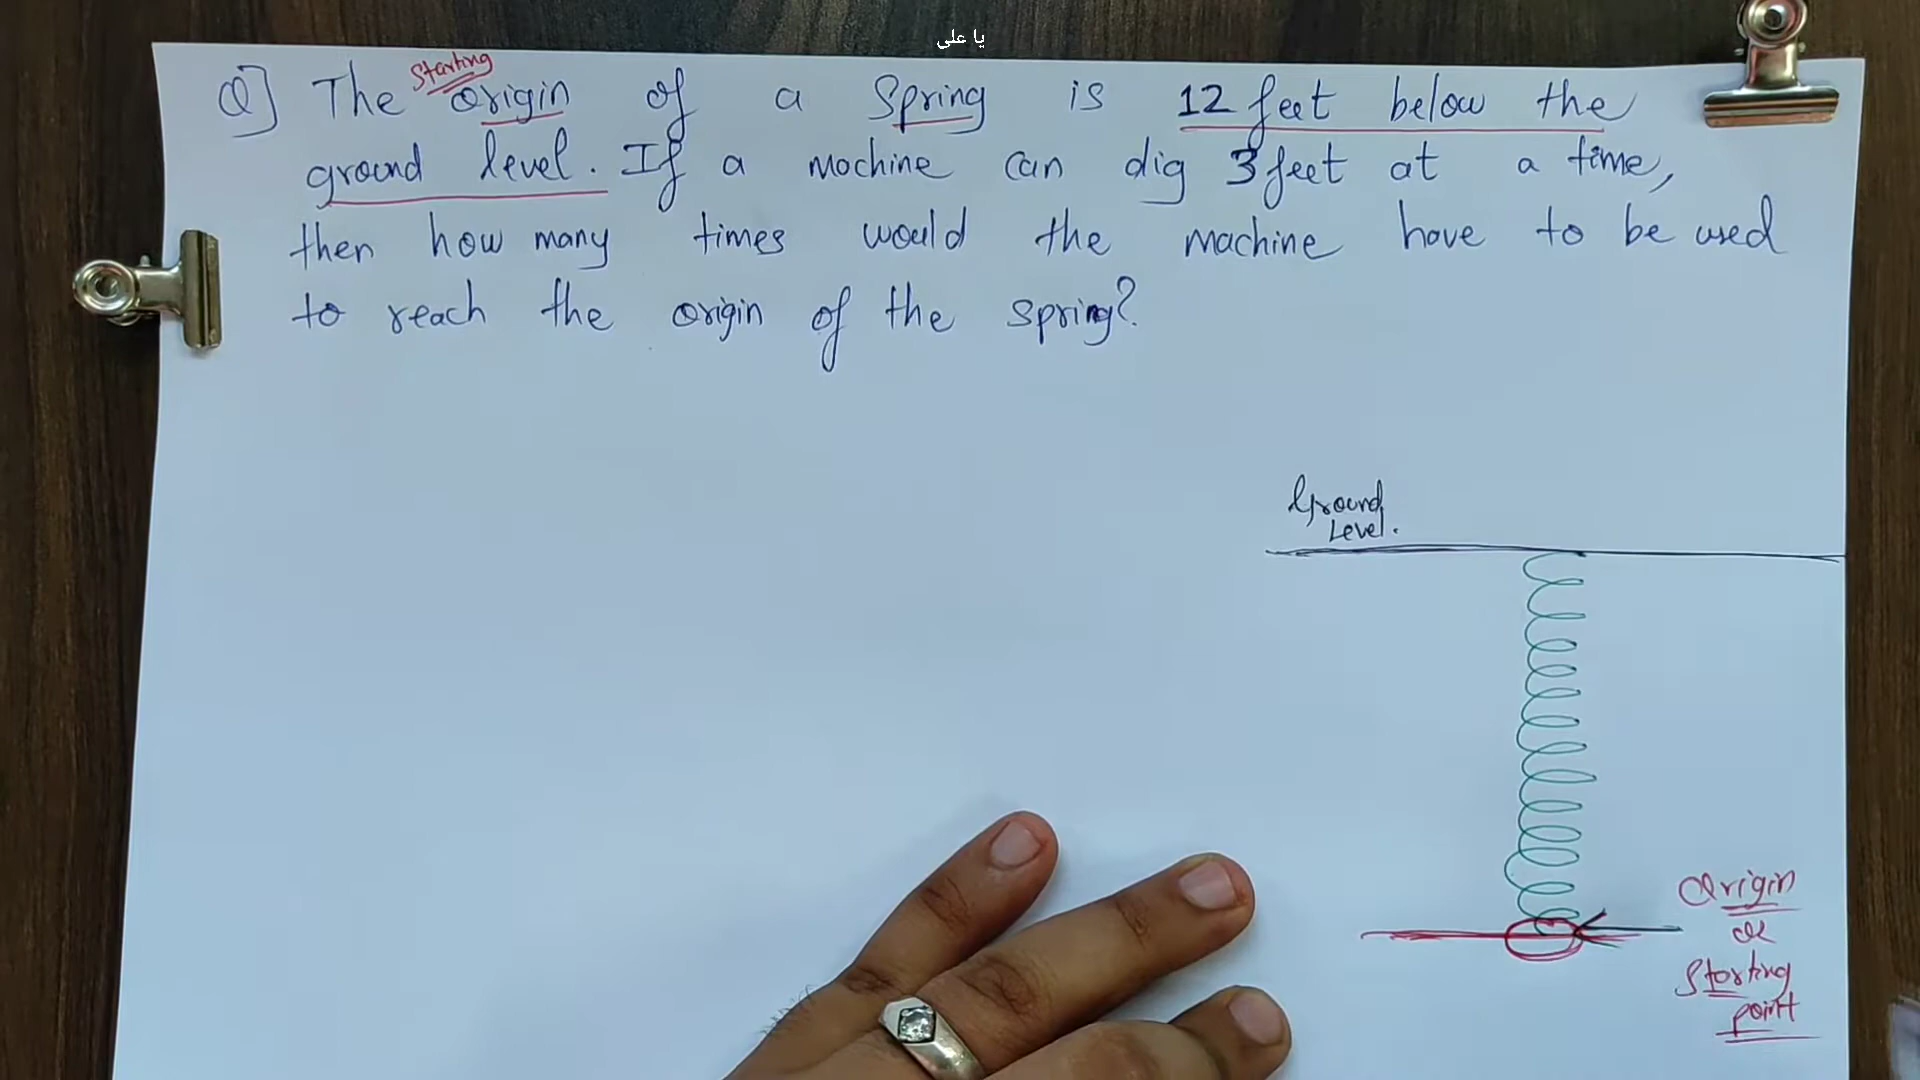 يا على
Starting
Q] The origin of a spring is 12 feet below the
ground level. If a machine can dig 3 feet at a time,
then how many times would the machine have to be used
to reach the origin of the spring?
Ground
Level.
Origin
or
Starting
point